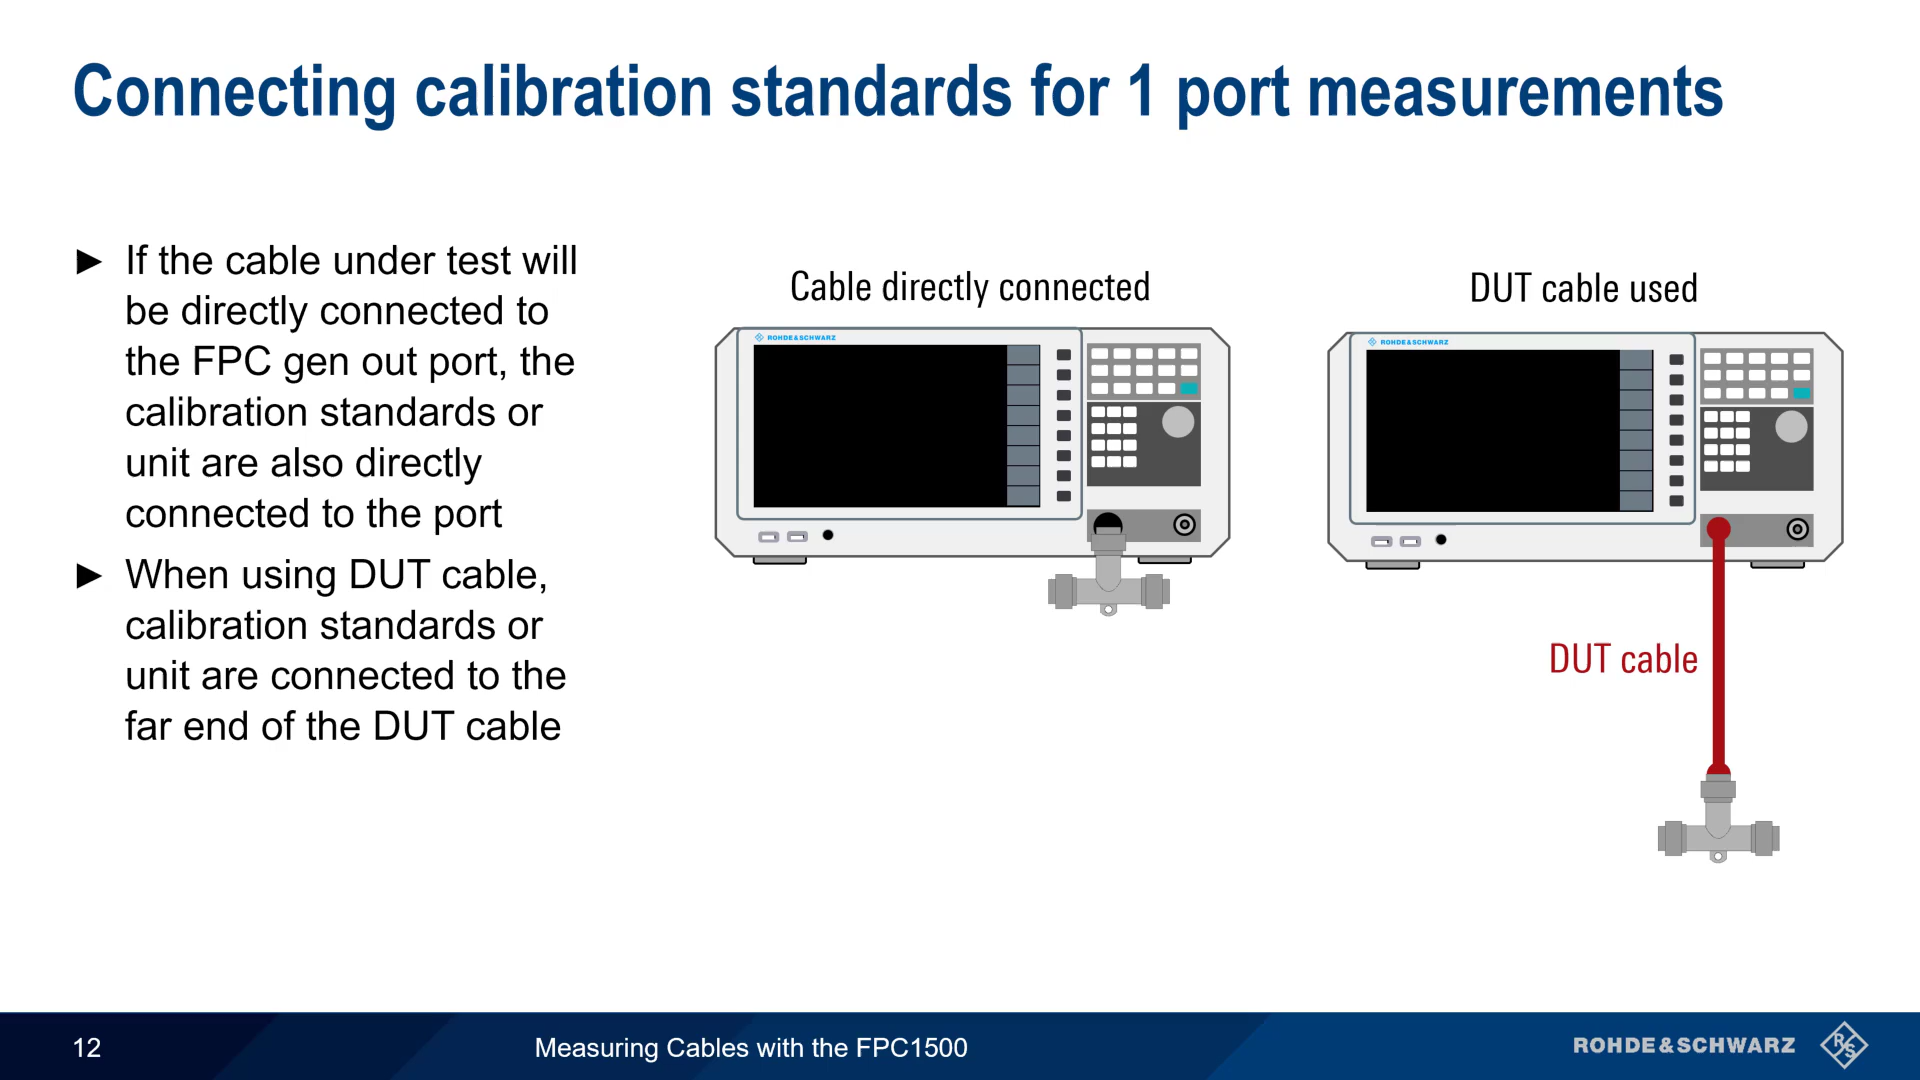 Connecting calibration standards for 1 port measurements
► If the cable under test will
be directly connected to
the FPC gen out port, the
calibration standards or
unit are also directly
connected to the port
► When using DUT cable,
calibration standards or
unit are connected to the
far end of the DUT cable
Cable directly connected
ROHDE&SCHWARZ
DUT cable used
ROHDE&SCHWARZ
DUT cable
12
Measuring Cables with the FPC1500
ROHDE&SCHWARZ
R&S